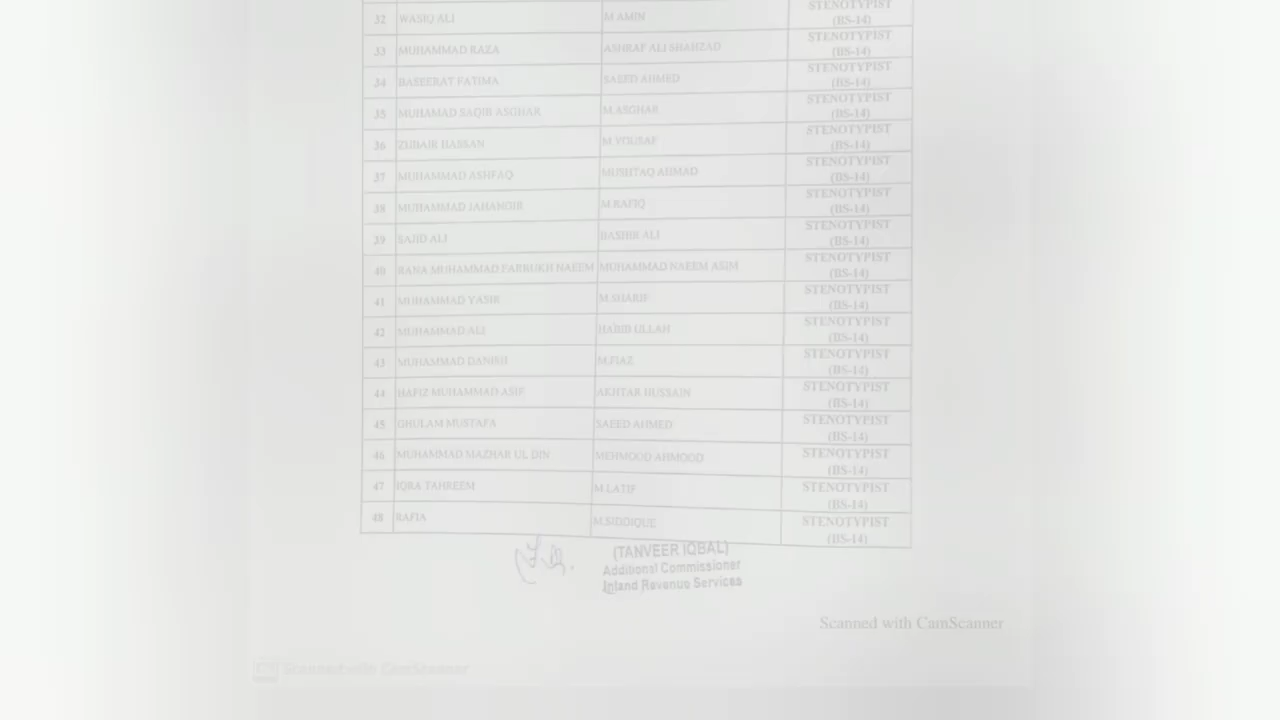 STENOTYPIST
32 WASIQ ALI M AMIN (BS-14)
33 MUHAMMAD RAZA ASHRAF ALI SHAHZAD STENOTYPIST
(BS-14)
34 BASEERAT FATIMA SAEED AHMED STENOTYPIST
(BS-14)
35 MUHAMAD SAQIB ASGHAR M.ASGHAR STENOTYPIST
(BS-14)
36 ZUBAIR HASSAN M.YOUSAF STENOTYPIST
(BS-14)
37 MUHAMMAD ASHFAQ MUSHTAQ AHMAD STENOTYPIST
(BS-14)
38 MUHAMMAD JAHANGIR M.RAFIQ STENOTYPIST
(BS-14)
39 SAJID ALI BASHIR ALI STENOTYPIST
(BS-14)
40 RANA MUHAMMAD FARRUKH NAEEM MUHAMMAD NAEEM ASIM STENOTYPIST
(BS-14)
41 MUHAMMAD YASIR M.SHARIF STENOTYPIST
(BS-14)
42 MUHAMMAD ALI HABIB ULLAH STENOTYPIST
(BS-14)
43 MUHAMMAD DANISH M.FIAZ STENOTYPIST
(BS-14)
44 HAFIZ MUHAMMAD ASIF AKHTAR HUSSAIN STENOTYPIST
(BS-14)
45 GHULAM MUSTAFA SAEED AHMED STENOTYPIST
(BS-14)
46 MUHAMMAD MAZHAR UL DIN MEHMOOD AHMOOD STENOTYPIST
(BS-14)
47 IQRA TAHREEM M.LATIF STENOTYPIST
(BS-14)
48 RAFIA M.SIDDIQUE STENOTYPIST
(BS-14)
(TANVEER IQBAL)
Additional Commissioner
Inland Revenue Services
Scanned with CamScanner
Scanned with CamScanner